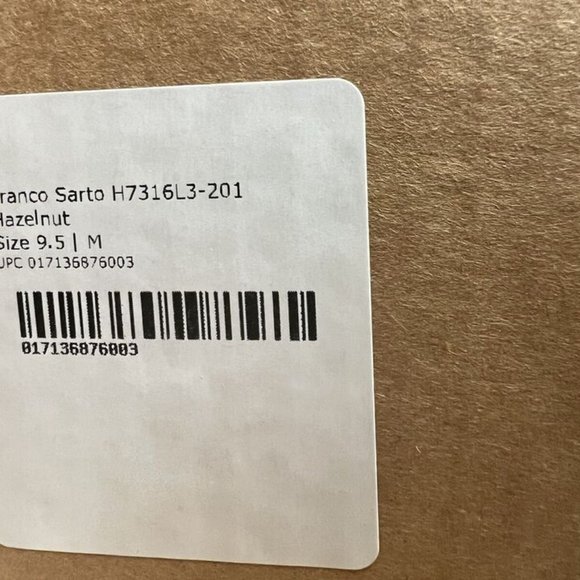 ranco Sarto H7316L3-201
Hazelnut
Size 9.5 | M
UPC 017136876003
017136876003